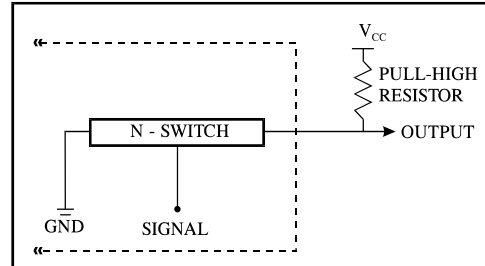 VCC
PULL-HIGH
RESISTOR
N - SWITCH
OUTPUT
GND
SIGNAL